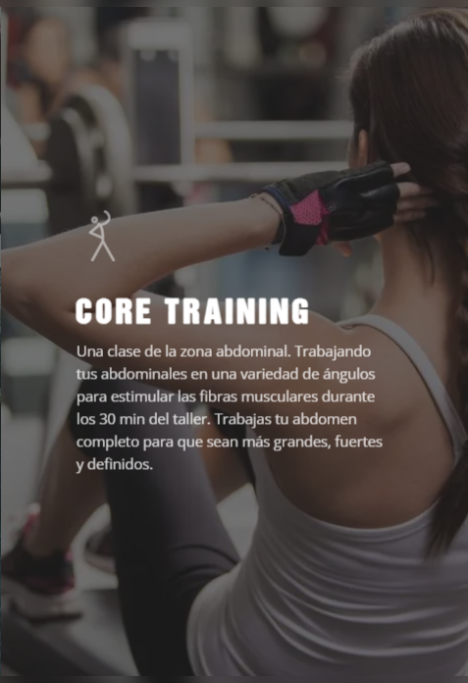 CORE TRAINING
Una clase de la zona abdominal. Trabajando
tus abdominales en una variedad de ángulos
para estimular las fibras musculares durante
los 30 min del taller. Trabajas tu abdomen
completo para que sean más grandes, fuertes
y definidos.